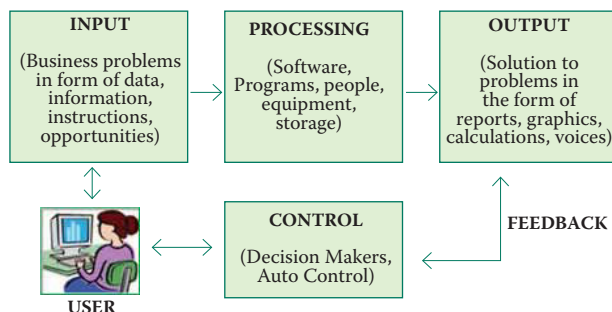 INPUT
(Business problems
in form of data,
information,
instructions,
opportunities)
PROCESSING
(Software,
Programs, people,
equipment,
storage)
OUTPUT
(Solution to
problems in
the form of
reports, graphics,
calculations, voices)
USER
CONTROL
(Decision Makers,
Auto Control)
FEEDBACK